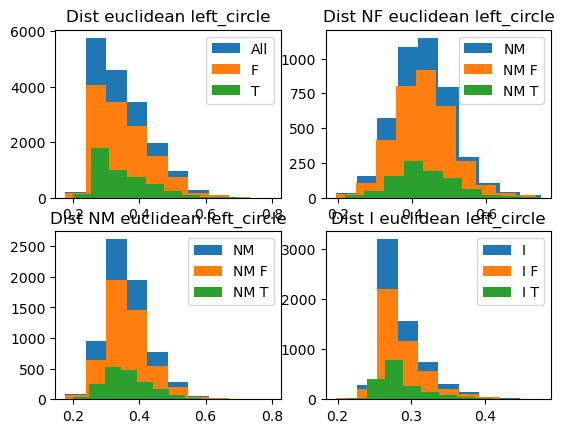 Dist euclidean left_circle
6000
4000
2000
0
0.2 0.4 0.6 0.8
All
F
T
Dist NF euclidean left_circle
1250
1000
750
500
250
0
0.2 0.4 0.6
NM
NM F
NM T
Dist NM euclidean left_circle
2500
2000
1500
1000
500
0
0.2 0.4 0.6 0.8
NM
NM F
NM T
Dist I euclidean left_circle
3000
2000
1000
0
0.2 0.3 0.4
I
I F
I T